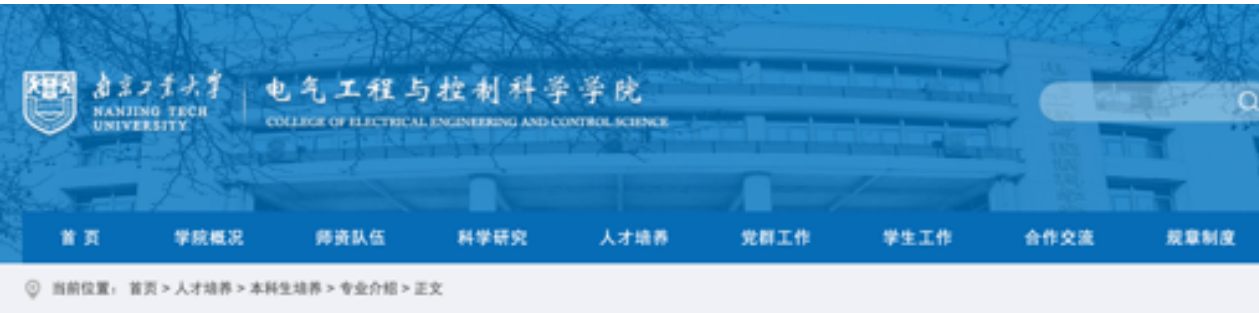 南京工业大学
NANJING TECH
UNIVERSITY
电气工程与控制科学学院
COLLEGE OF ELECTRICAL ENGINEERING AND CONTROL SCIENCE
首 页 学院概况 师资队伍 科学研究 人才培养 党群工作 学生工作 合作交流 规章制度
当前位置： 首页 > 人才培养 > 本科生培养 > 专业介绍 > 正文